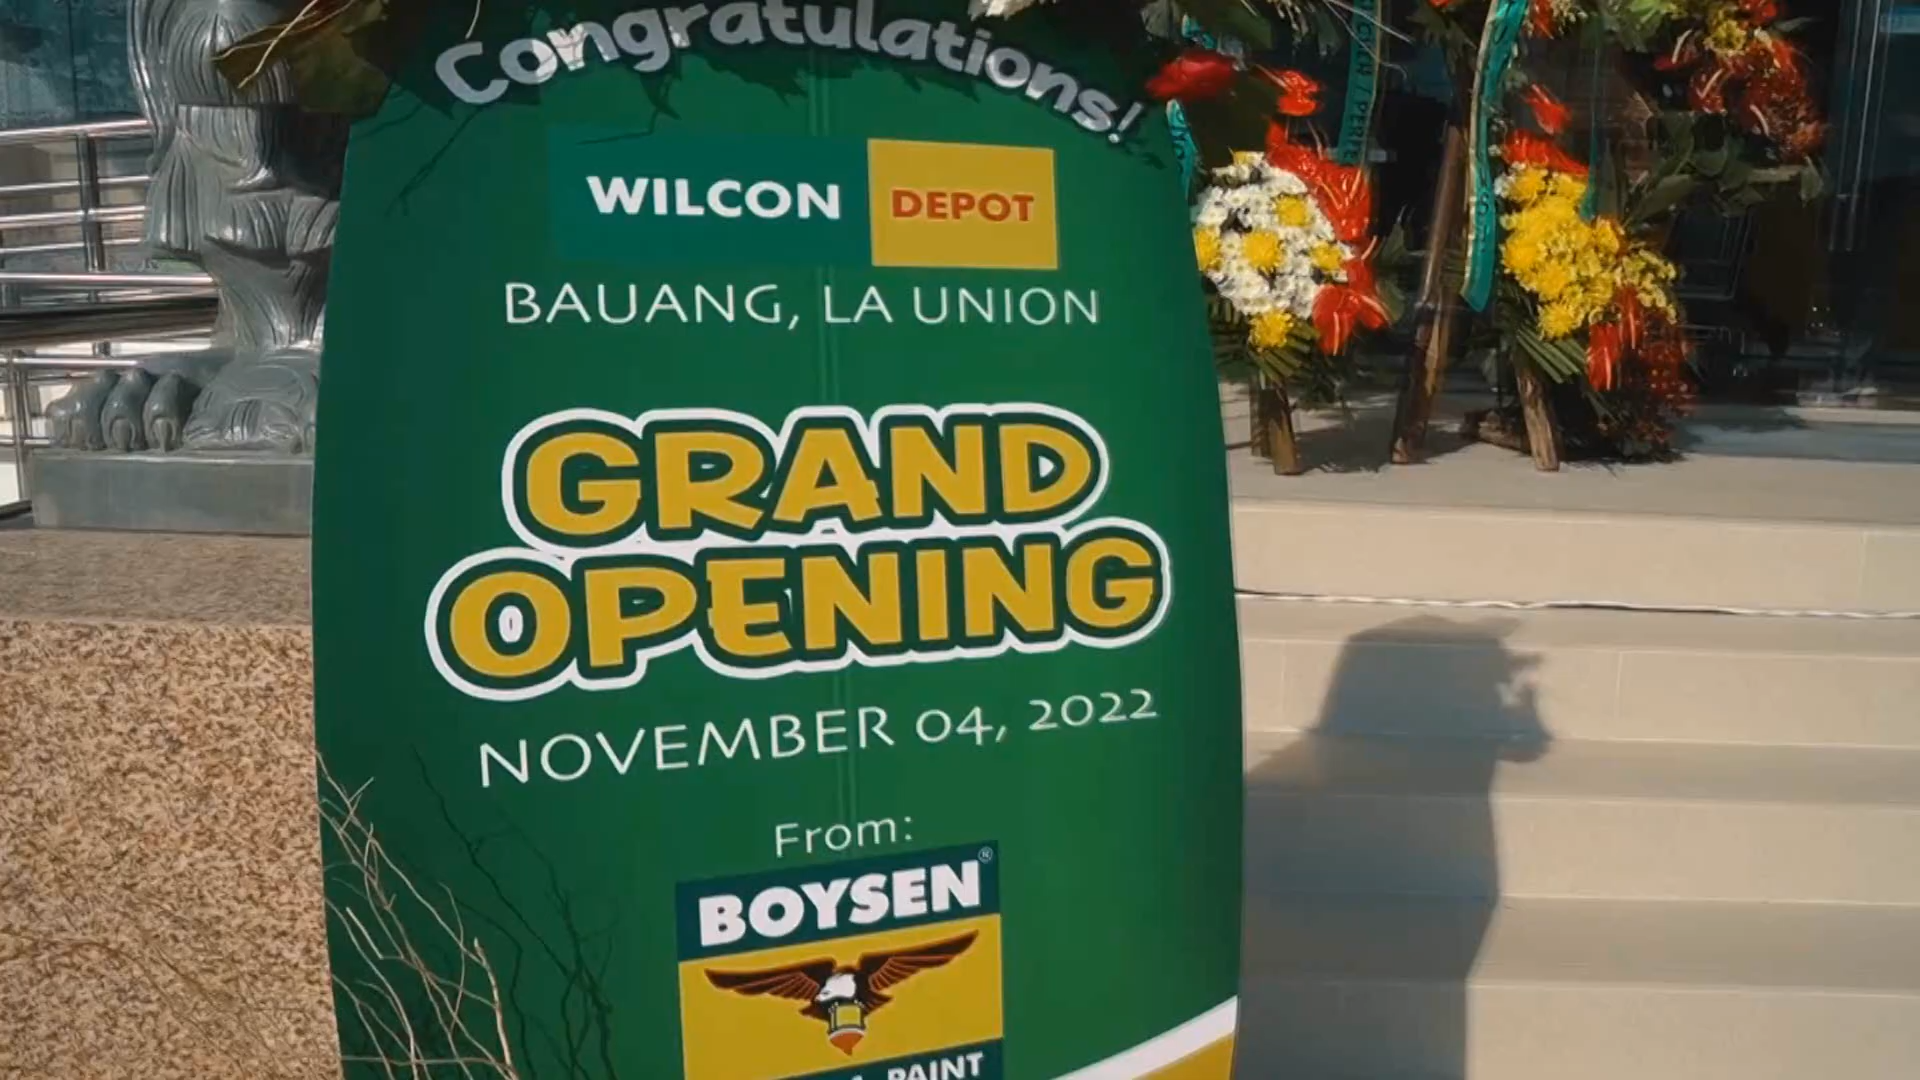 Congratulations!
WILCON DEPOT
BAUANG, LA UNION
GRAND
OPENING
NOVEMBER 04, 2022
From:
BOYSEN®
PAINT